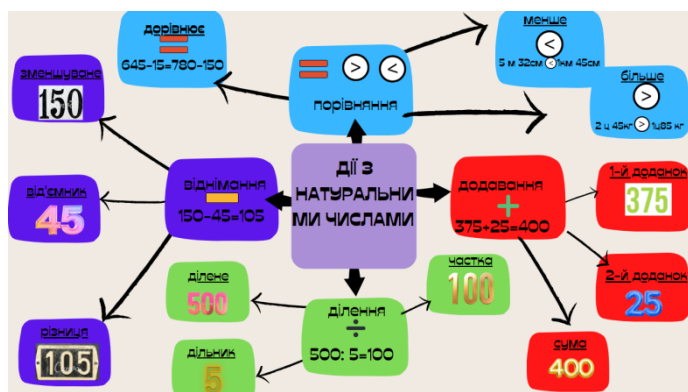 дорівнює
=
645-15=780-150
зменшуване
150
= > <
порівняння
менше
<
5 м 32см < 1км 45см
більше
>
2 ц 45кг > 1ц85 кг
від'ємник
45
віднімання
-
150-45=105
ДІЇ З
НАТУРАЛЬНИ
МИ ЧИСЛАМИ
додавання
+
375+25=400
1-й доданок
375
2-й доданок
25
сума
400
різниця
105
ділене
500
дільник
5
ділення
÷
500: 5=100
частка
100